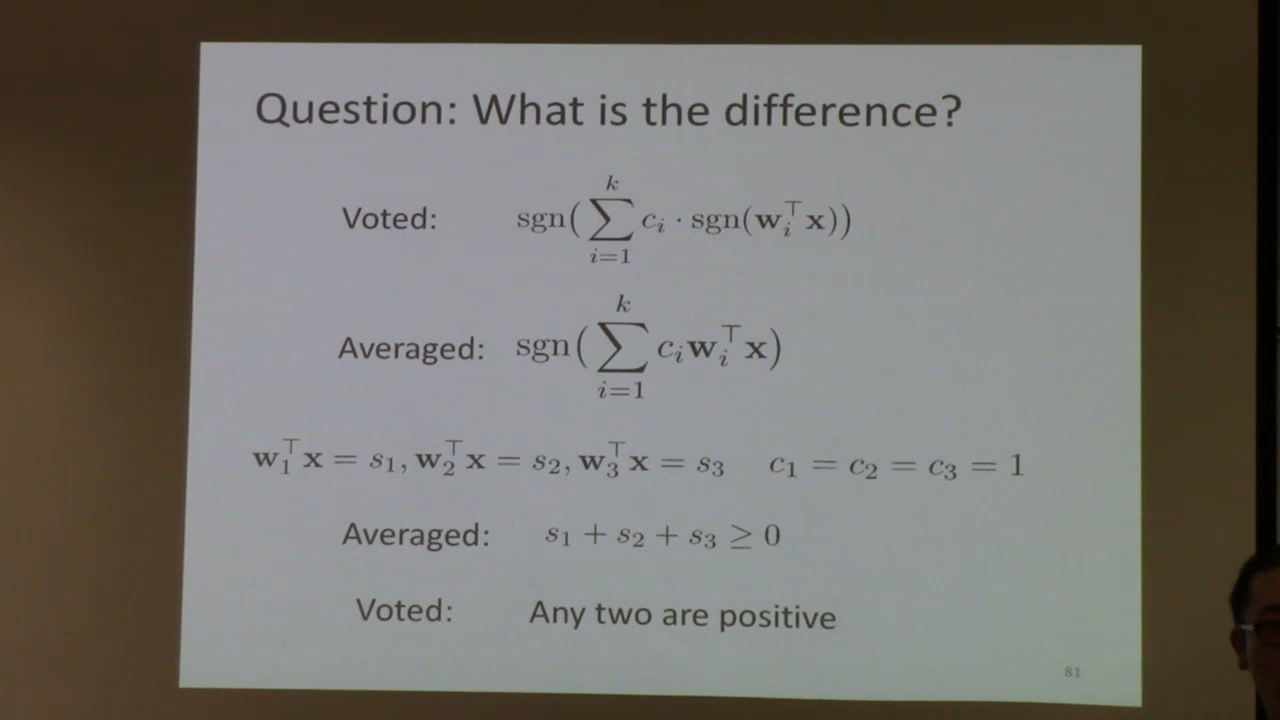 Question: What is the difference?
Voted: sgn(∑_{i=1}^{k} c_i · sgn(w_i^⊤ x))
Averaged: sgn(∑_{i=1}^{k} c_i w_i^⊤ x)
w_1^⊤ x = s_1, w_2^⊤ x = s_2, w_3^⊤ x = s_3 c_1 = c_2 = c_3 = 1
Averaged: s_1 + s_2 + s_3 ≥ 0
Voted: Any two are positive
81